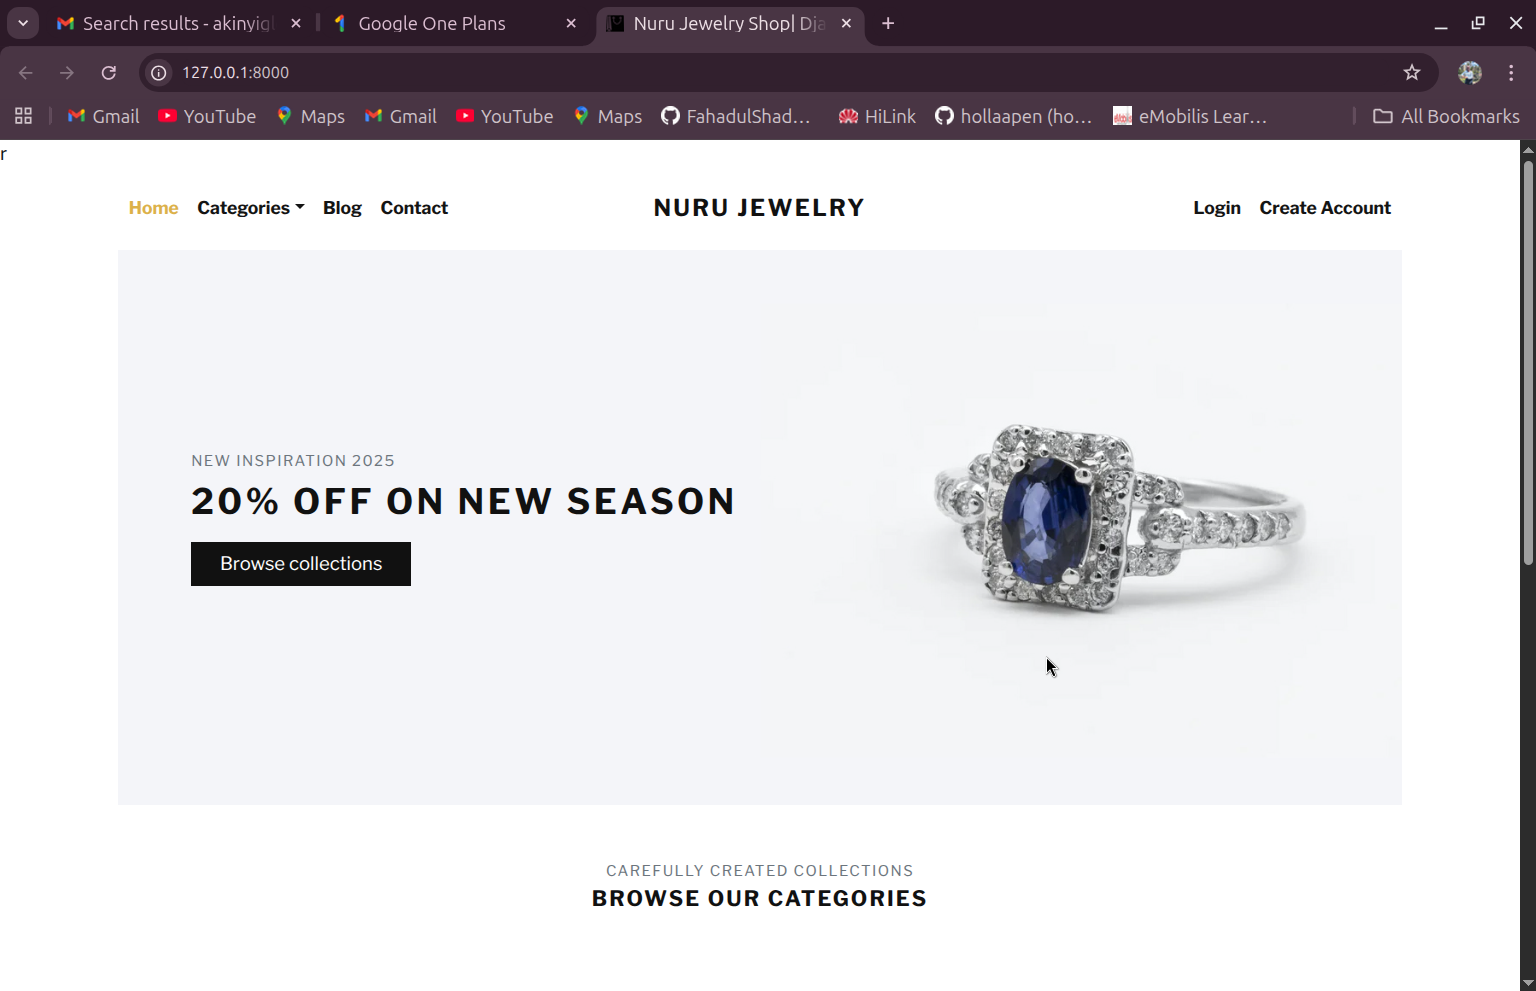 Search results - akinyig
Google One Plans
Nuru Jewelry Shop| Dja
127.0.0.1:8000
Gmail
YouTube
Maps
Gmail
YouTube
Maps
FahadulShad...
HiLink
hollaapen (ho...
eMobilis Lear...
All Bookmarks
r
Home
Categories
Blog
Contact
NURU JEWELRY
Login
Create Account
NEW INSPIRATION 2025
20% OFF ON NEW SEASON
Browse collections
CAREFULLY CREATED COLLECTIONS
BROWSE OUR CATEGORIES